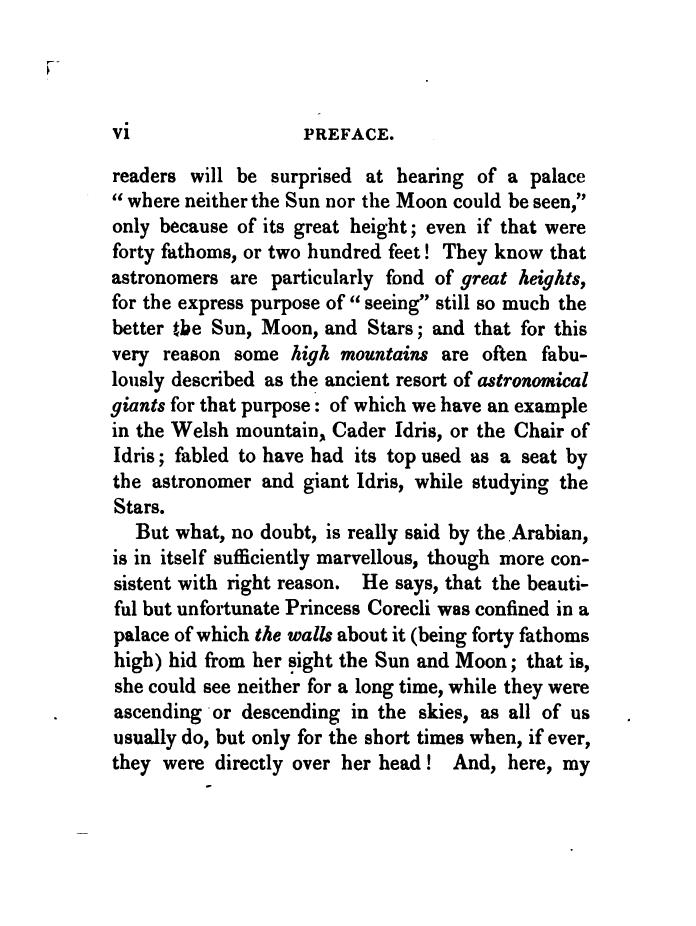 vi PREFACE.
readers will be surprised at hearing of a palace
“ where neither the Sun nor the Moon could be seen,”
only because of its great height; even if that were
forty fathoms, or two hundred feet! They know that
astronomers are particularly fond of great heights,
for the express purpose of “ seeing” still so much the
better the Sun, Moon, and Stars; and that for this
very reason some high mountains are often fabu-
lously described as the ancient resort of astronomical
giants for that purpose: of which we have an example
in the Welsh mountain, Cader Idris, or the Chair of
Idris; fabled to have had its top used as a seat by
the astronomer and giant Idris, while studying the
Stars.
But what, no doubt, is really said by the Arabian,
is in itself sufficiently marvellous, though more con-
sistent with right reason. He says, that the beauti-
ful but unfortunate Princess Corecli was confined in a
palace of which the walls about it (being forty fathoms
high) hid from her sight the Sun and Moon; that is,
she could see neither for a long time, while they were
ascending or descending in the skies, as all of us
usually do, but only for the short times when, if ever,
they were directly over her head! And, here, my